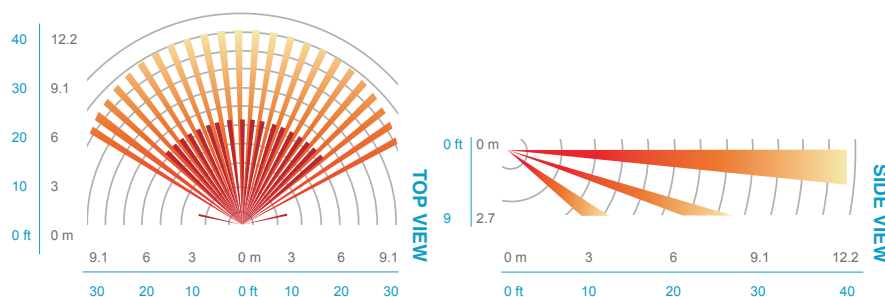 40 12.2
30 9.1
20 6
10 3
0 ft 0 m
9.1 6 3 0 m 3 6 9.1
30 20 10 0 ft 10 20 30
TOP VIEW
0 ft 0 m
9 2.7
0 m 3 6 9.1 12.2
0 ft 10 20 30 40
SIDE VIEW